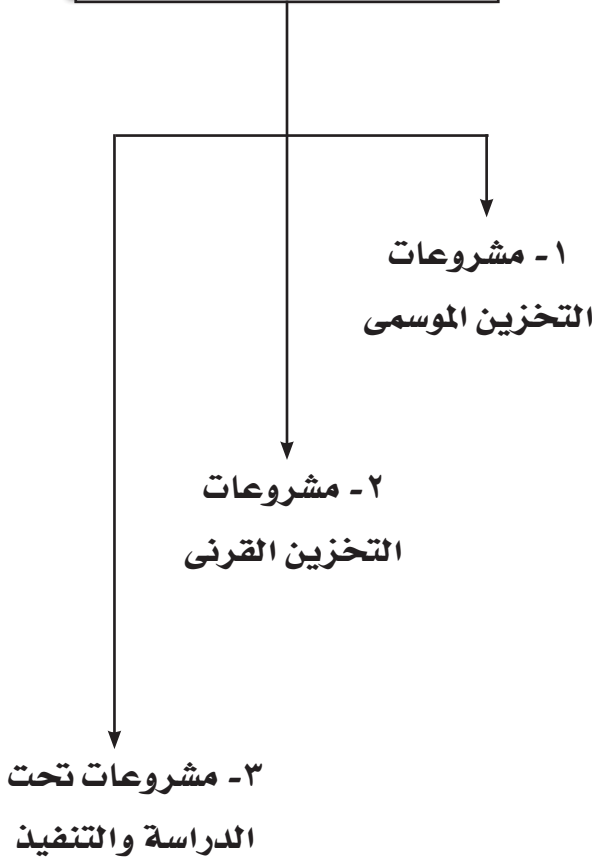 ١- مشروعات
التخزين الموسمى
٢- مشروعات
التخزين القرنى
٣- مشروعات تحت
الدراسة والتنفيذ